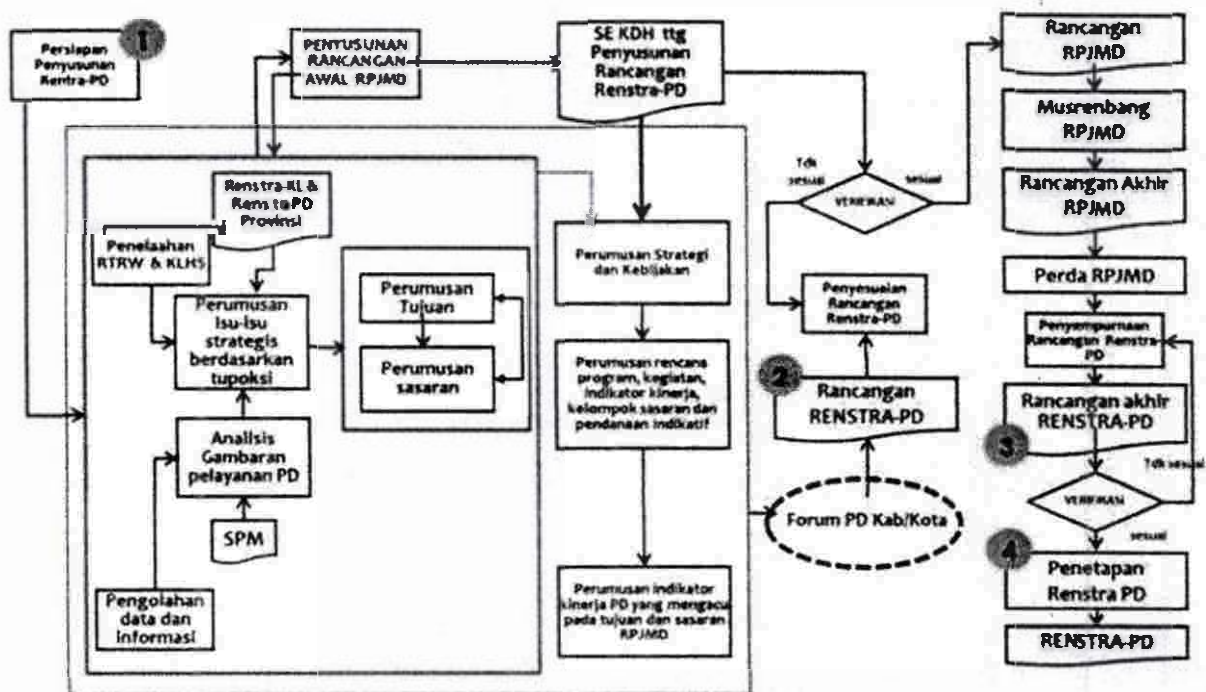 1
Persiapan
Penyusunan
Rentra-PD
PENYUSUNAN
RANCANGAN
AWAL RPJMD
SE KDH ttg
Penyusunan
Rancangan
Renstra-PD
Rancangan
RPJMD
Musrenbang
RPJMD
Rancangan Akhir
RPJMD
Perda RPJMD
Penyempurnaan
Rancangan Renstra
PD
3
Rancangan akhir
RENSTRA-PD
Tdk sesuai
VERIFIKASI
sesuai
4
Penetapan
Renstra PD
RENSTRA-PD
Tdk
sesuai
sesuai
VERIFIKASI
Penyesuaian
Rancangan
Renstra-PD
2
Rancangan
RENSTRA-PD
Forum PD Kab/Kota
Renstra-KL &
Renstra PD
Provinsi
Penelaahan
RTRW & KLHS
Perumusan
Isu-Isu
strategis
berdasarkan
tupoksi
Perumusan
Tujuan
Perumusan
sasaran
Analisis
Gambaran
pelayanan PD
SPM
Pengolahan
data dan
informasi
Perumusan Strategi
dan Kebijakan
Perumusan rencana
program, kegiatan,
indikator kinerja,
kelompok sasaran dan
pendanaan indikatif
Perumusan indikator
kinerja PD yang mengacu
pada tujuan dan sasaran
RPJMD